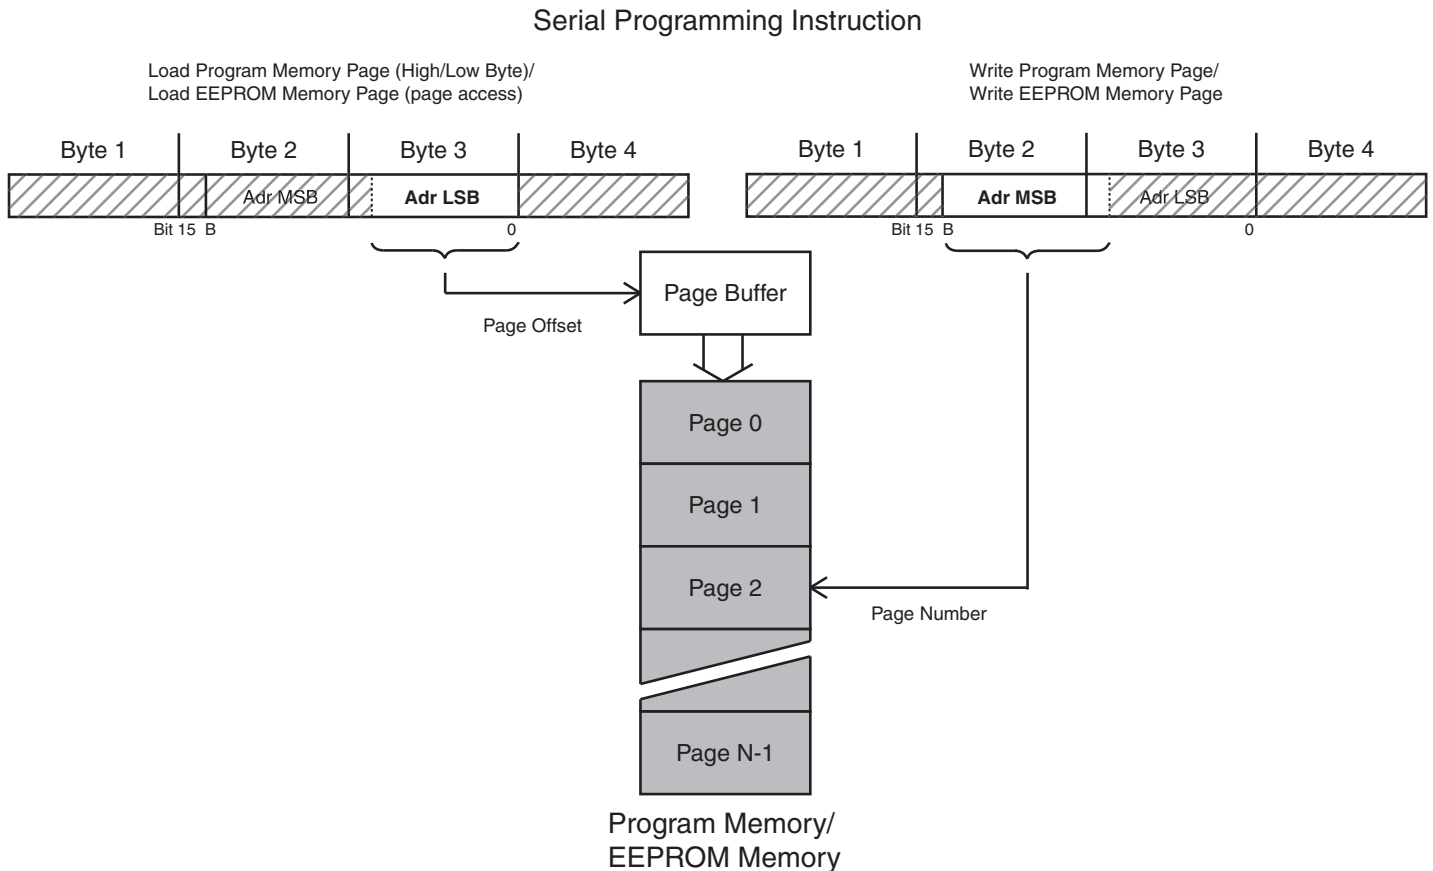 Serial Programming Instruction
Load Program Memory Page (High/Low Byte)/
Load EEPROM Memory Page (page access)
Write Program Memory Page/
Write EEPROM Memory Page
Byte 1 Byte 2 Byte 3 Byte 4
Adr MSB Adr LSB
Bit 15 B 0
Byte 1 Byte 2 Byte 3 Byte 4
Adr MSB Adr LSB
Bit 15 B 0
Page Buffer
Page Offset
Page 0
Page 1
Page 2
Page Number
Page N-1
Program Memory/
EEPROM Memory